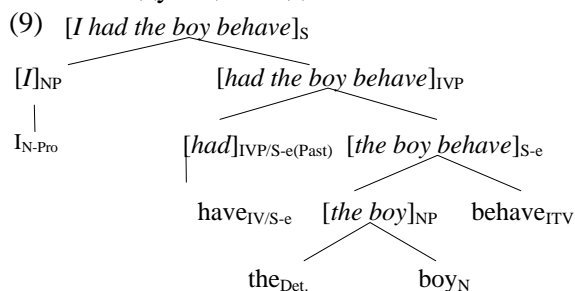 (9) [I had the boy behave]S
[I]NP [had the boy behave]IVP
IN-Pro [had]IVP/S-e(Past) [the boy behave]S-e
haveIV/S-e [the boy]NP behaveITV
theDet. boyN